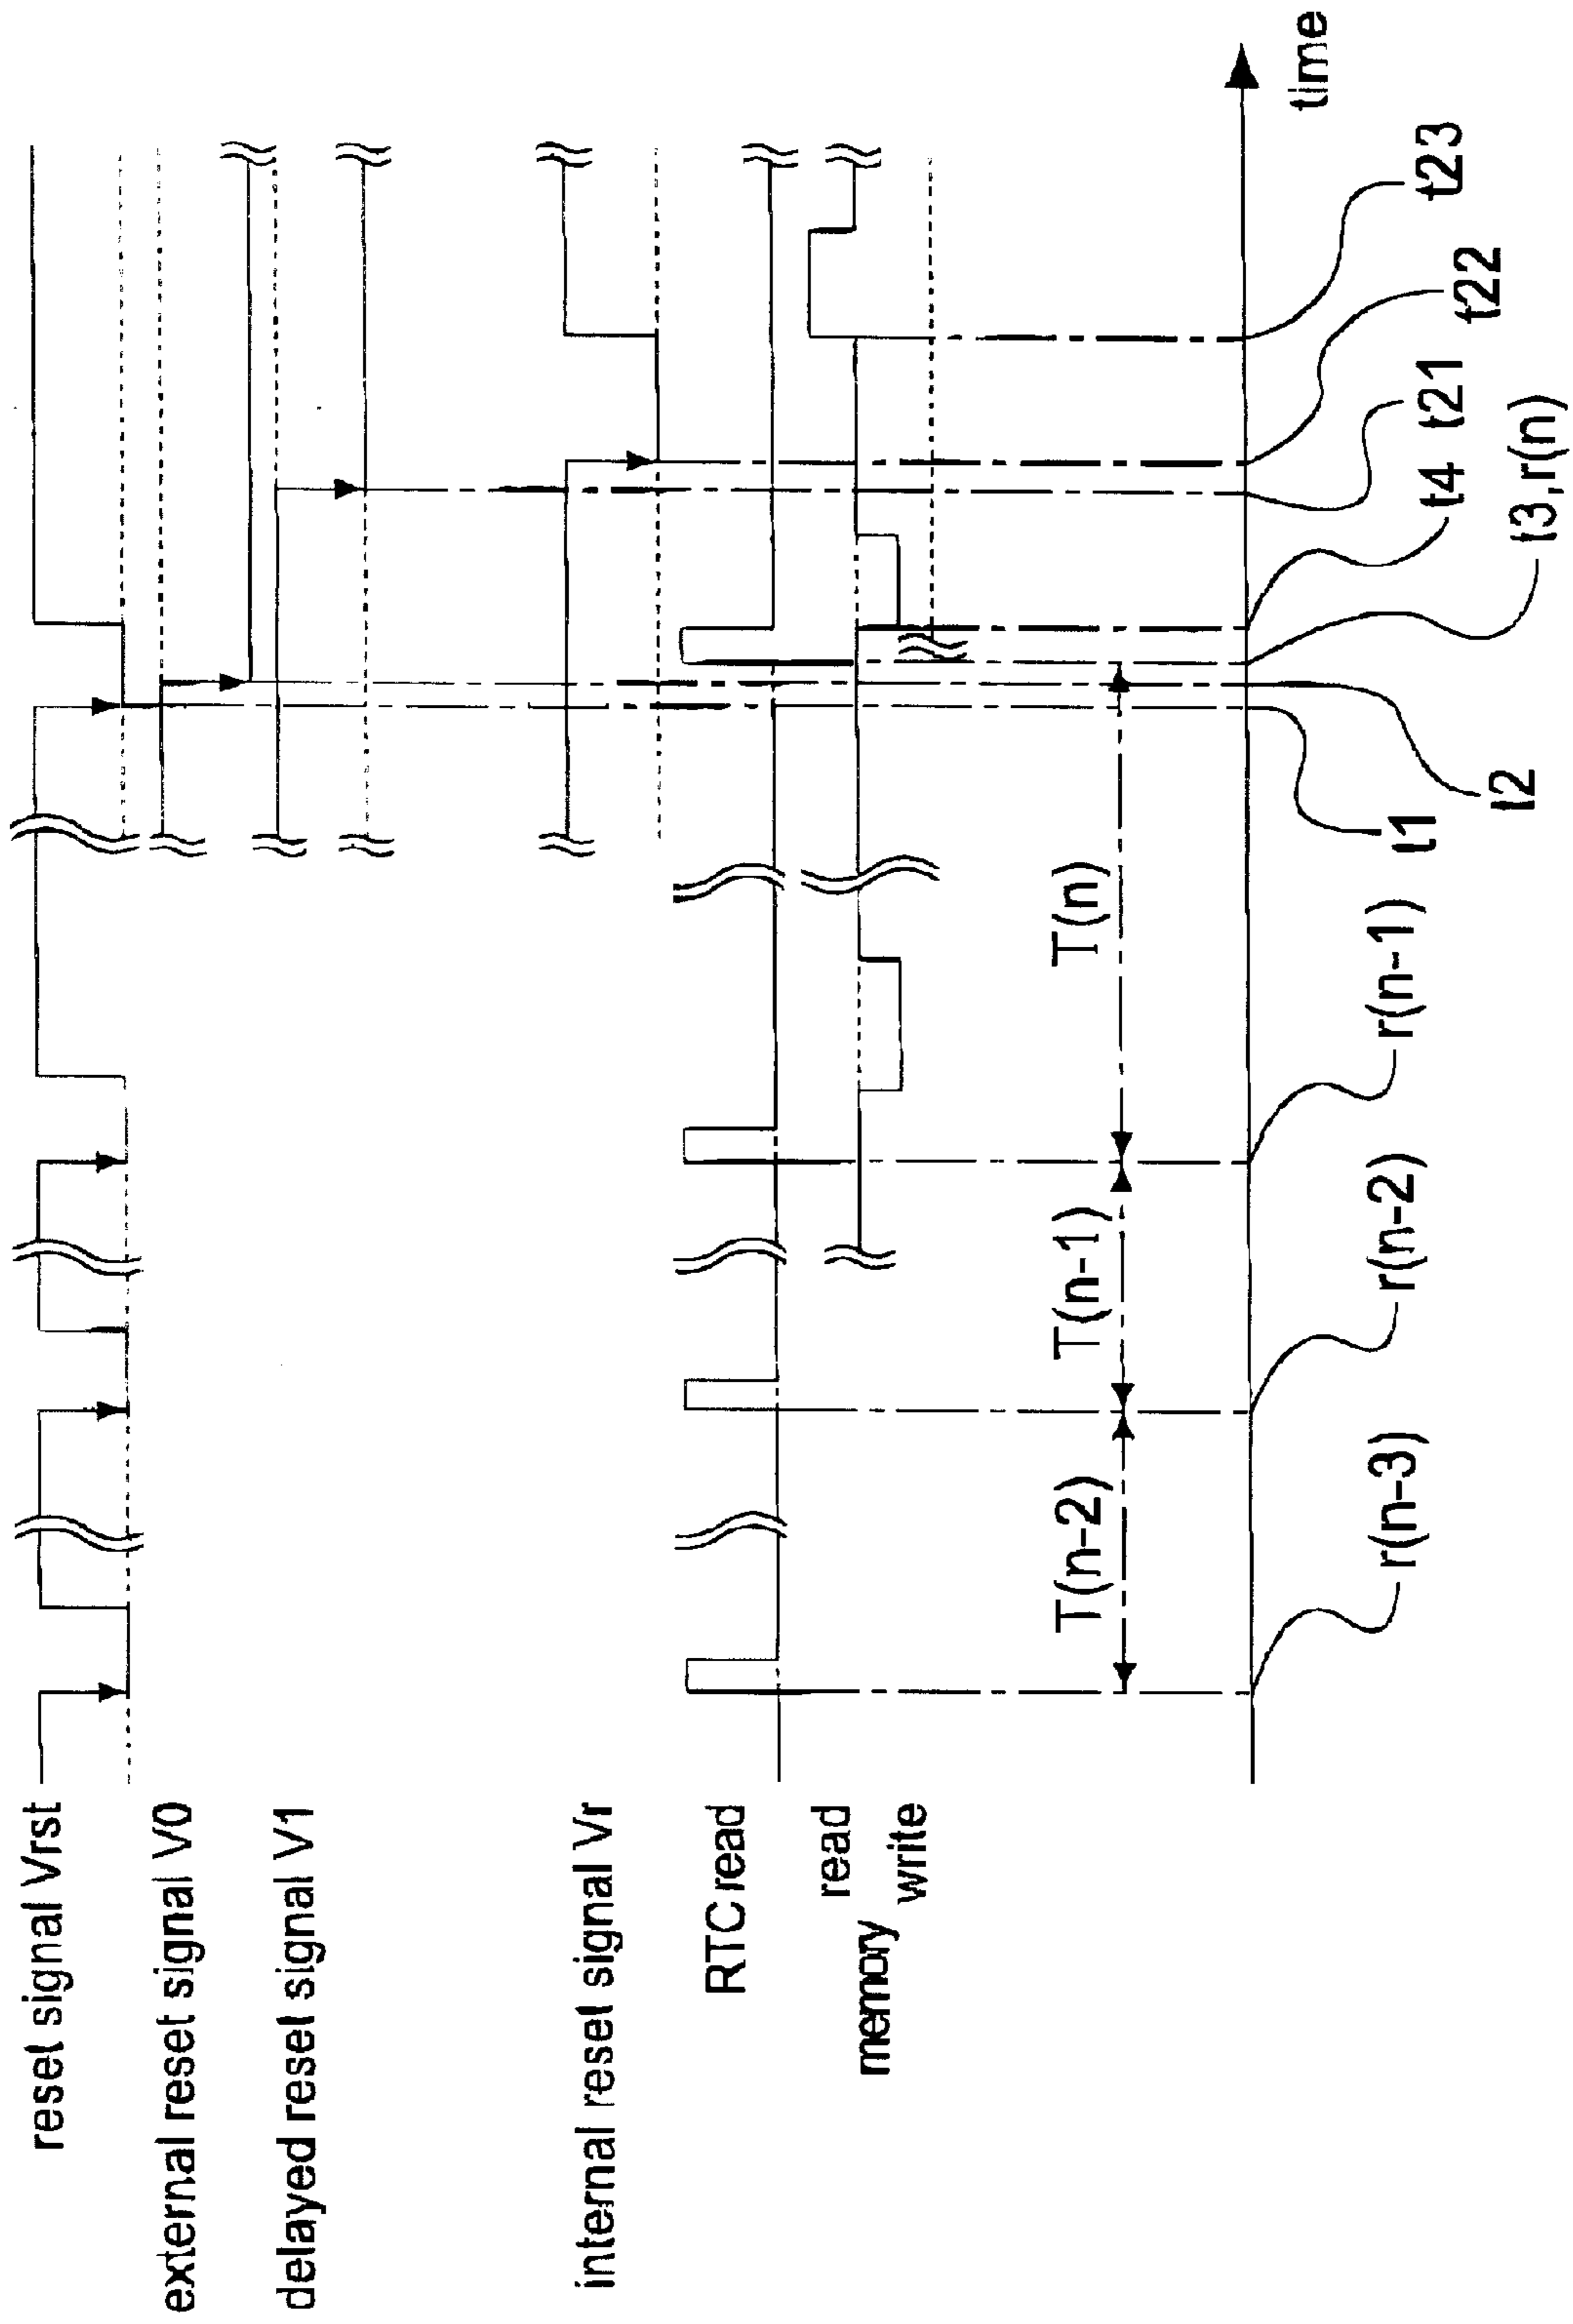 reset signal Vrst
external reset signal V0
delayed reset signal V1
internal reset signal Vr
RTC read
read
memory
write
T(n-2)
T(n-1)
T(n)
time
r(n-3)
r(n-2)
r(n-1)
t1
t2
t3,r(n)
t4
t21
t22
t23